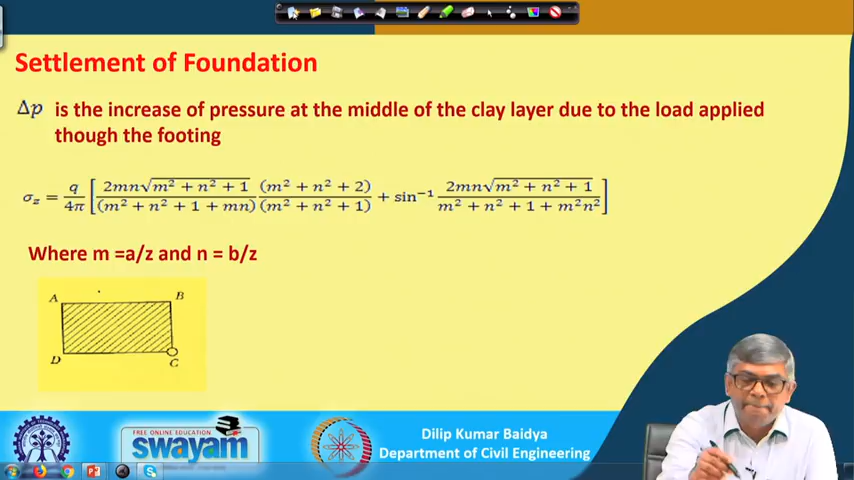 Settlement of Foundation
Δp is the increase of pressure at the middle of the clay layer due to the load applied
though the footing
σ_z = q/4π [ 2mn√(m² + n² + 1)/(m² + n² + 1 + mn) (m² + n² + 2)/(m² + n² + 1) + sin⁻¹ 2mn√(m² + n² + 1)/(m² + n² + 1 + m²n²) ]
Where m =a/z and n = b/z
A B
D C
FREE ONLINE EDUCATION
swayam
Dilip Kumar Baidya
Department of Civil Engineering